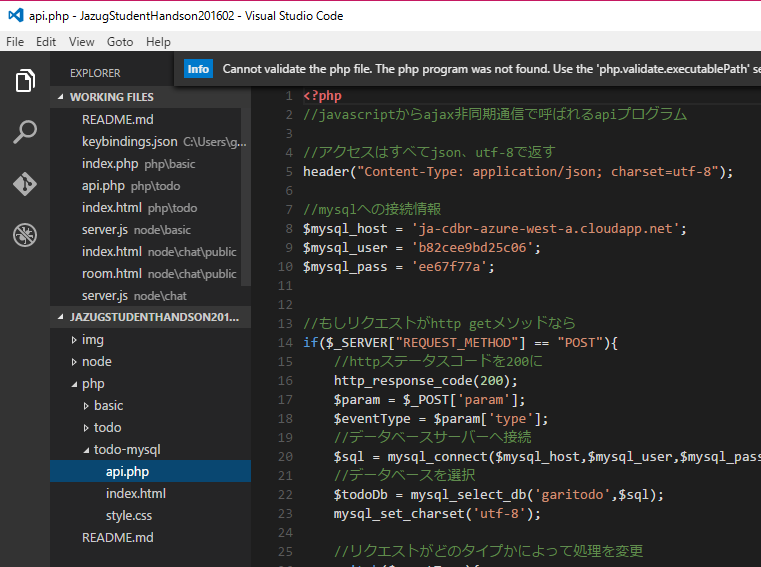 api.php - JazugStudentHandson201602 - Visual Studio Code
File Edit View Goto Help
EXPLORER
Info Cannot validate the php file. The php program was not found. Use the 'php.validate.executablePath' se
WORKING FILES
README.md
keybindings.json C:\Users\g...
index.php php\basic
api.php php\todo
index.html php\todo
server.js node\basic
index.html node\chat\public
room.html node\chat\public
server.js node\chat
JAZUGSTUDENTHANDSON201...
img
node
php
basic
todo
todo-mysql
api.php
index.html
style.css
README.md
1 <?php
2 //javascriptからajax非同期通信で呼ばれるapiプログラム
3
4 //アクセスはすべてjson、utf-8で返す
5 header("Content-Type: application/json; charset=utf-8");
6
7 //mysqlへの接続情報
8 $mysql_host = 'ja-cdbr-azure-west-a.cloudapp.net';
9 $mysql_user = 'b82cee9bd25c06';
10 $mysql_pass = 'ee67f77a';
11
12
13 //もしリクエストがhttp getメソッドなら
14 if($_SERVER["REQUEST_METHOD"] == "POST"){
15 //httpステータスコードを200に
16 http_response_code(200);
17 $param = $_POST['param'];
18 $eventType = $param['type'];
19 //データベースサーバーへ接続
20 $sql = mysql_connect($mysql_host,$mysql_user,$mysql_pass
21 //データベースを選択
22 $todoDb = mysql_select_db('garitodo',$sql);
23 mysql_set_charset('utf-8');
24
25 //リクエストがどのタイプかによって処理を変更